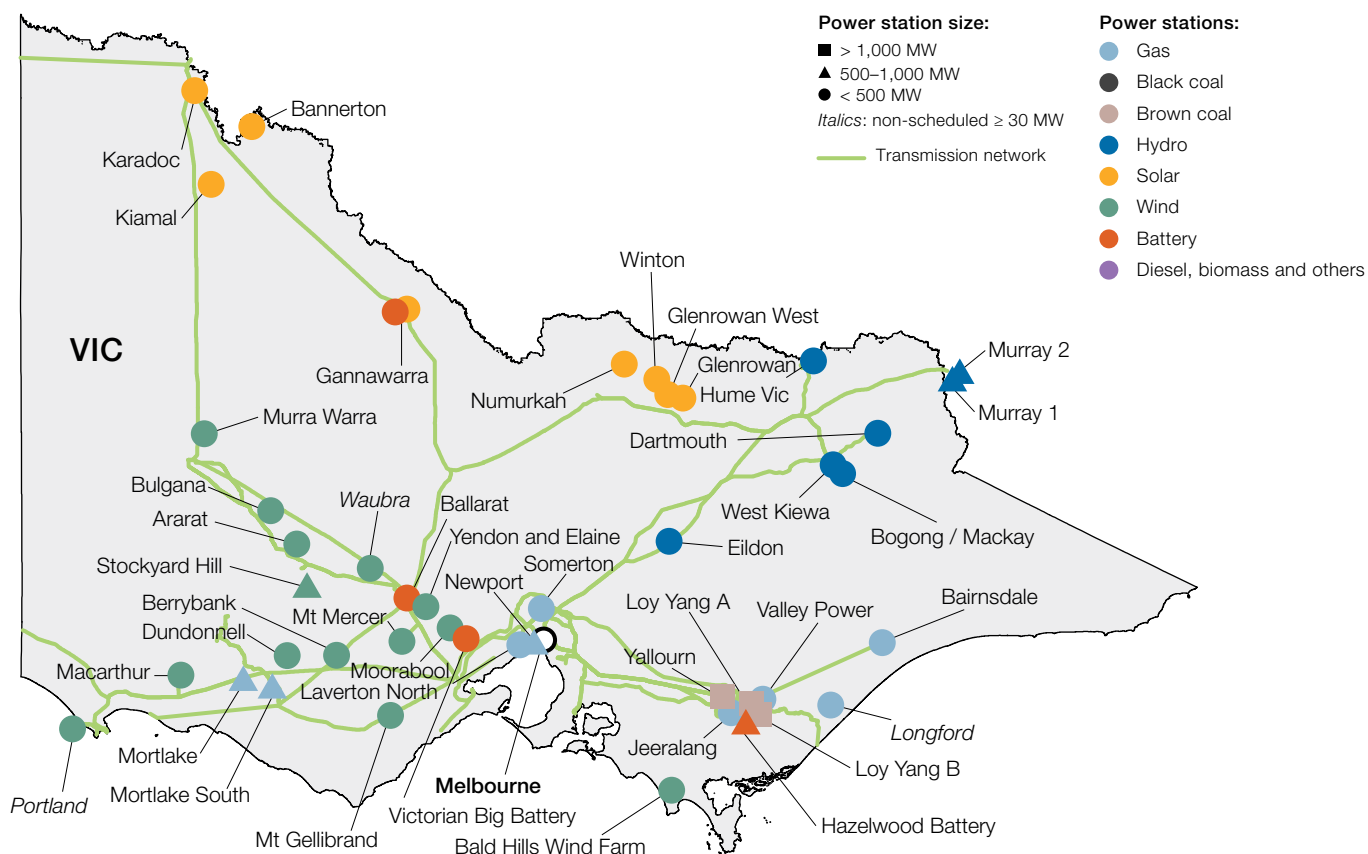 Power station size:
> 1,000 MW
500–1,000 MW
< 500 MW
Italics: non-scheduled ≥ 30 MW
Transmission network
Power stations:
Gas
Black coal
Brown coal
Hydro
Solar
Wind
Battery
Diesel, biomass and others
Bannerton
Karadoc
Kiamal
VIC
Winton
Glenrowan West
Glenrowan
Hume Vic
Murray 2
Murray 1
Gannawarra
Numurkah
Murra Warra
Dartmouth
Bulgana
Waubra
Ballarat
West Kiewa
Ararat
Yendon and Elaine
Eildon
Bogong / Mackay
Stockyard Hill
Newport
Somerton
Berrybank
Mt Mercer
Loy Yang A
Valley Power
Bairnsdale
Dundonnell
Yallourn
Macarthur
Moorabool
Laverton North
Longford
Jeeralang
Mortlake
Loy Yang B
Portland
Mortlake South
Melbourne
Victorian Big Battery
Hazelwood Battery
Mt Gellibrand
Bald Hills Wind Farm